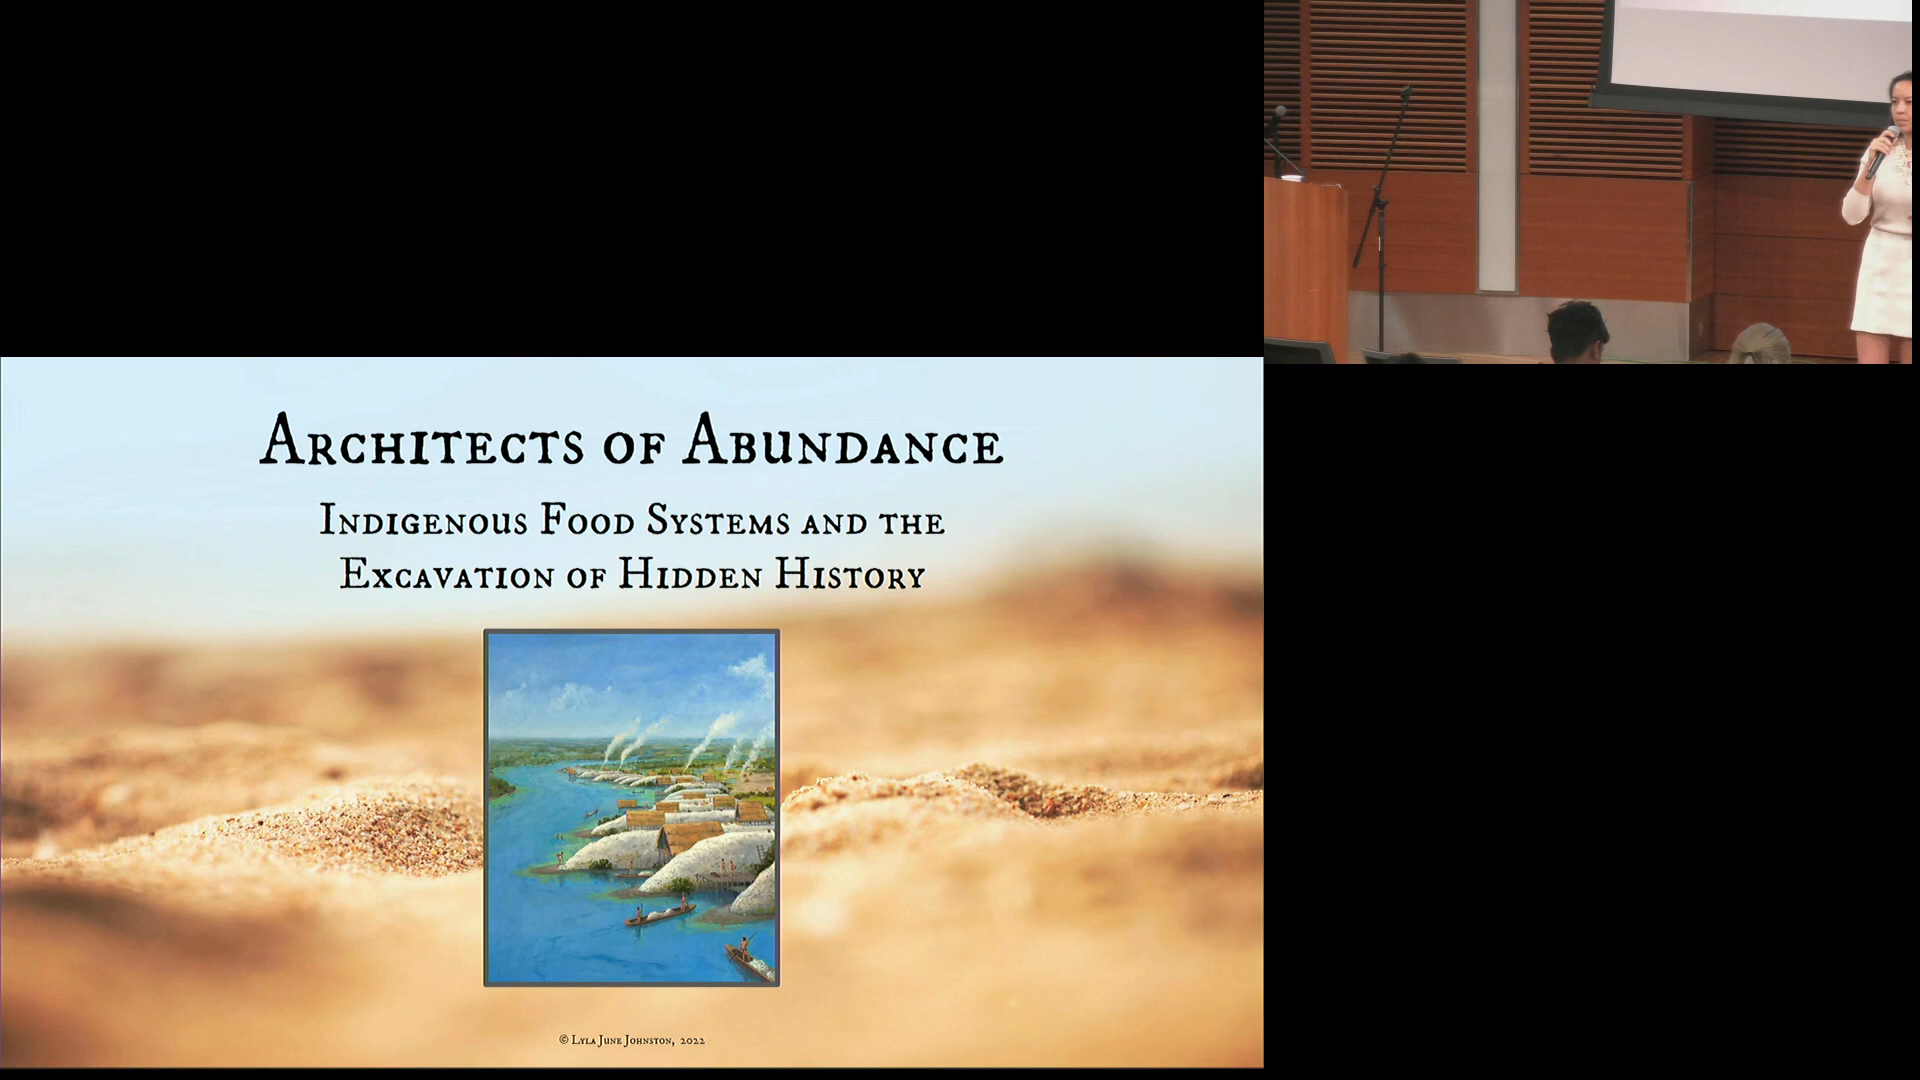 Architects of Abundance
Indigenous Food Systems and the
Excavation of Hidden History
© Lyla June Johnston, 2022